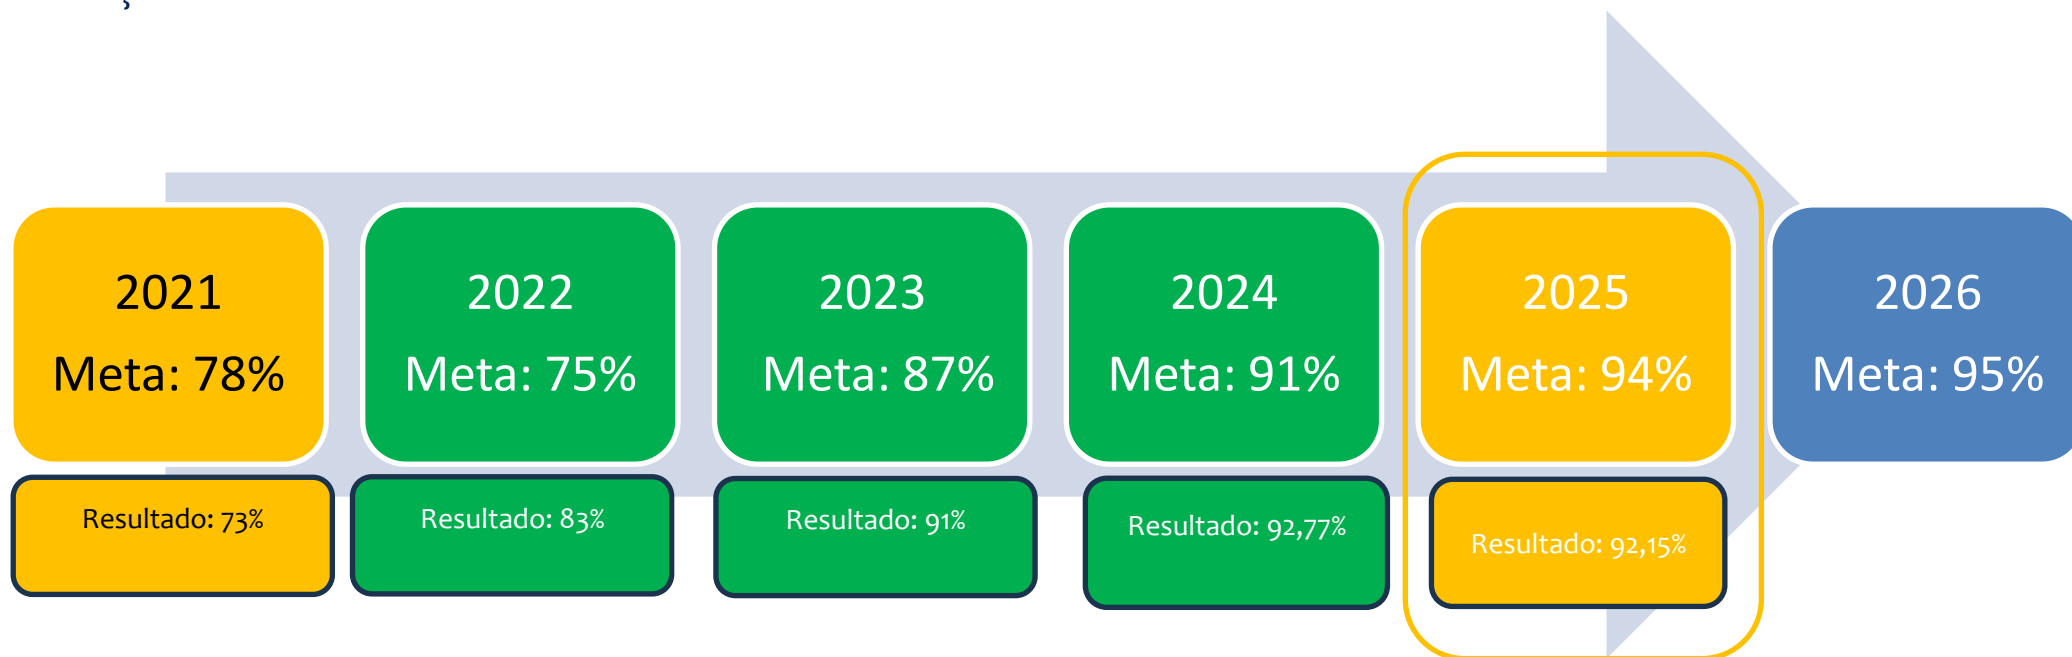 2021
Meta: 78%
Resultado: 73%
2022
Meta: 75%
Resultado: 83%
2023
Meta: 87%
Resultado: 91%
2024
Meta: 91%
Resultado: 92,77%
2025
Meta: 94%
Resultado: 92,15%
2026
Meta: 95%